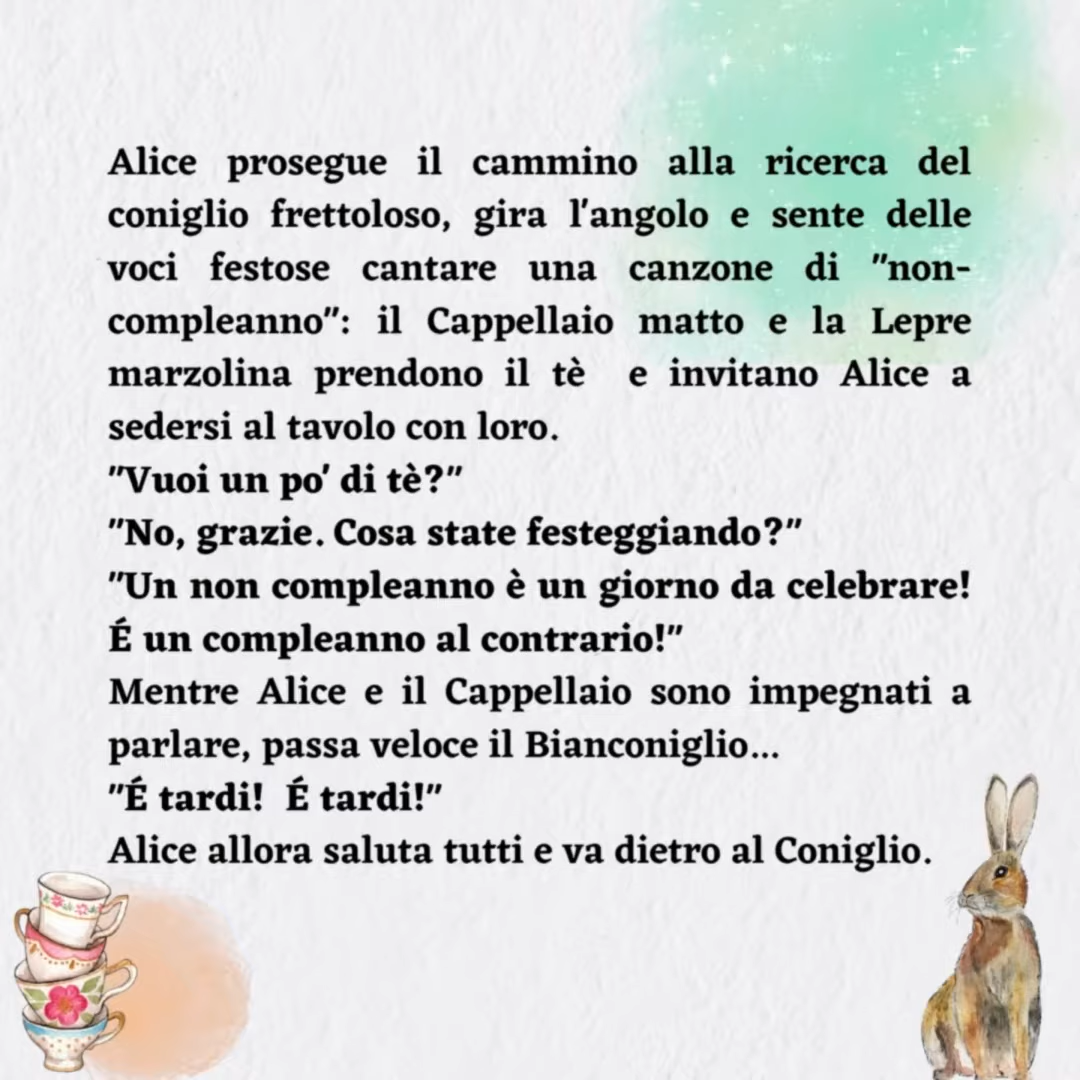 Alice prosegue il cammino alla ricerca del
coniglio frettoloso, gira l'angolo e sente delle
voci festose cantare una canzone di "non-
compleanno": il Cappellaio matto e la Lepre
marzolina prendono il tè  e invitano Alice a
sedersi al tavolo con loro.
"Vuoi un po' di tè?"
"No, grazie. Cosa state festeggiando?"
"Un non compleanno è un giorno da celebrare!
É un compleanno al contrario!"
Mentre Alice e il Cappellaio sono impegnati a
parlare, passa veloce il Bianconiglio...
"É tardi!  É tardi!"
Alice allora saluta tutti e va dietro al Coniglio.